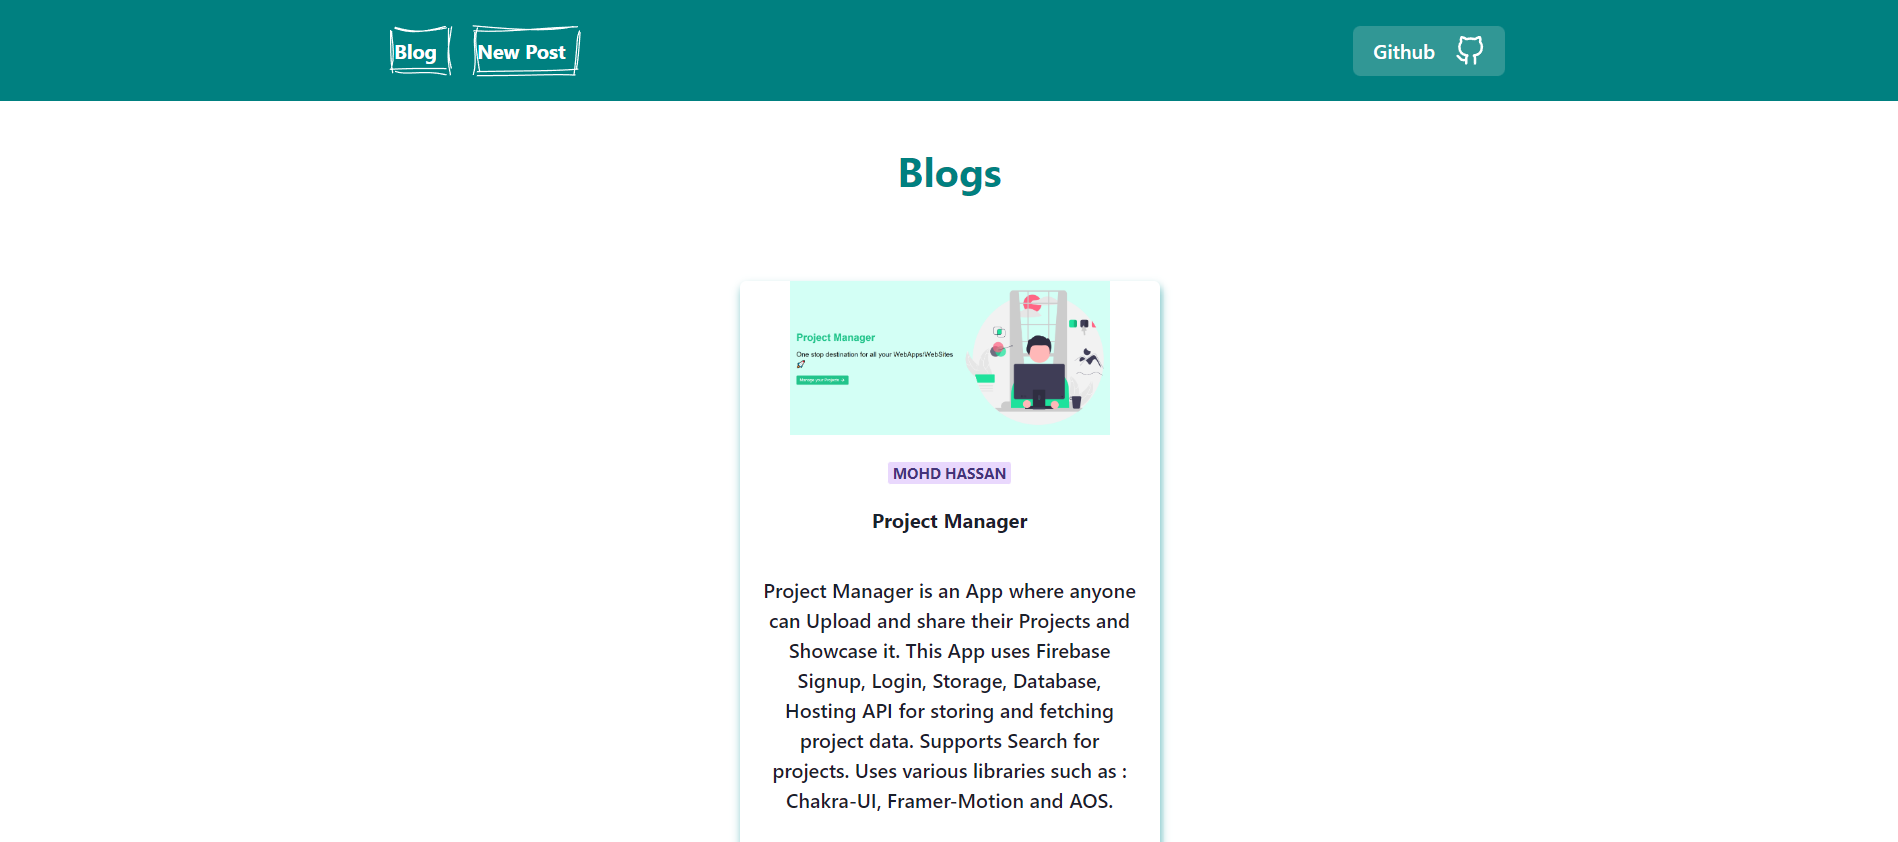 Blog
New Post
Github
Blogs
Project Manager
One stop destination for all your WebApps/WebSites
Manage your Projects →
MOHD HASSAN
Project Manager
Project Manager is an App where anyone
can Upload and share their Projects and
Showcase it. This App uses Firebase
Signup, Login, Storage, Database,
Hosting API for storing and fetching
project data. Supports Search for
projects. Uses various libraries such as :
Chakra-UI, Framer-Motion and AOS.